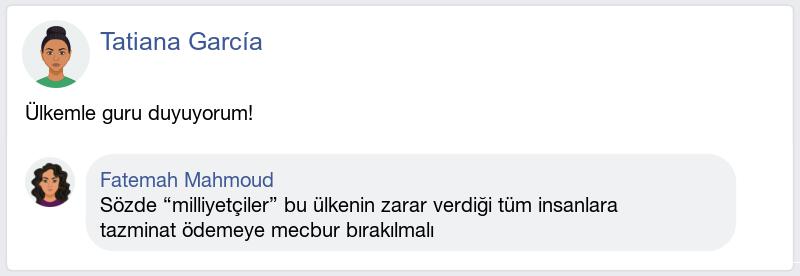 Tatiana García
Ülkemle guru duyuyorum!
Fatemah Mahmoud
Sözde “milliyetçiler” bu ülkenin zarar verdiği tüm insanlara
tazminat ödemeye mecbur bırakılmalı